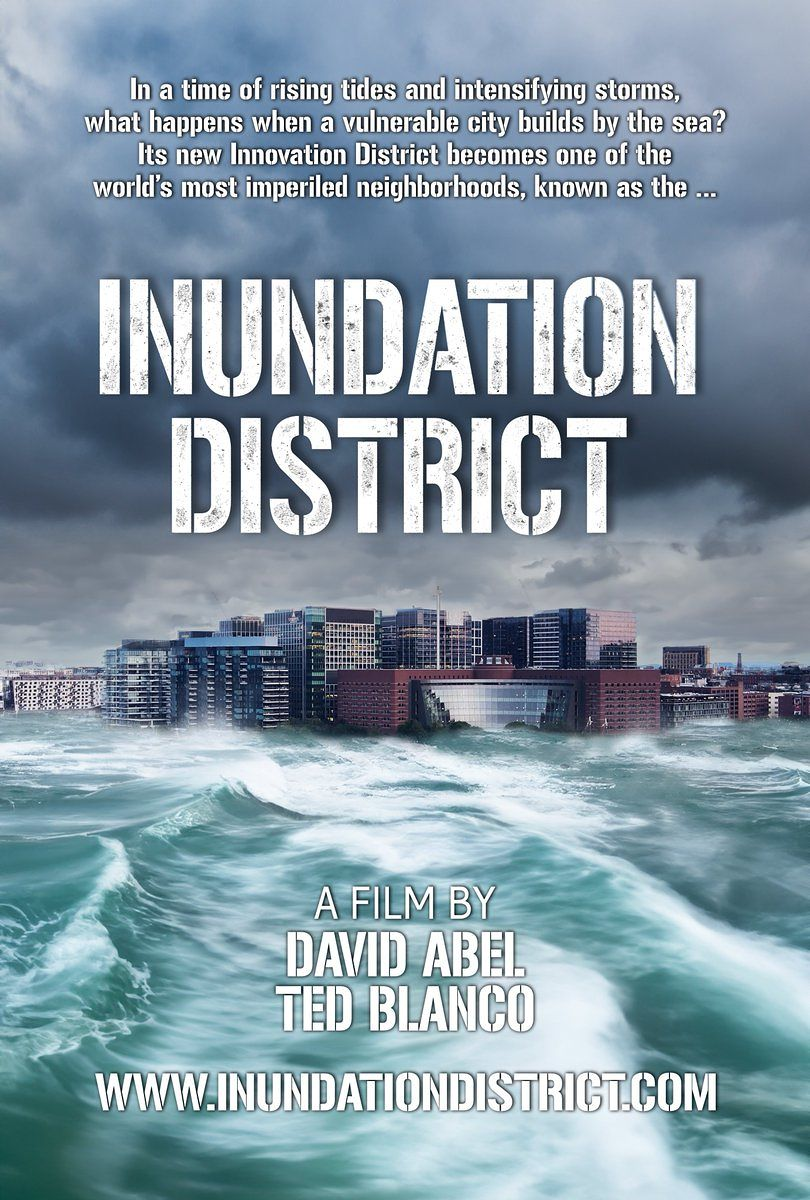 In a time of rising tides and intensifying storms,
what happens when a vulnerable city builds by the sea?
Its new Innovation District becomes one of the
world's most imperiled neighborhoods, known as the ...
INUNDATION
DISTRICT
A FILM BY
DAVID ABEL
TED BLANCO
WWW.INUNDATIONDISTRICT.COM